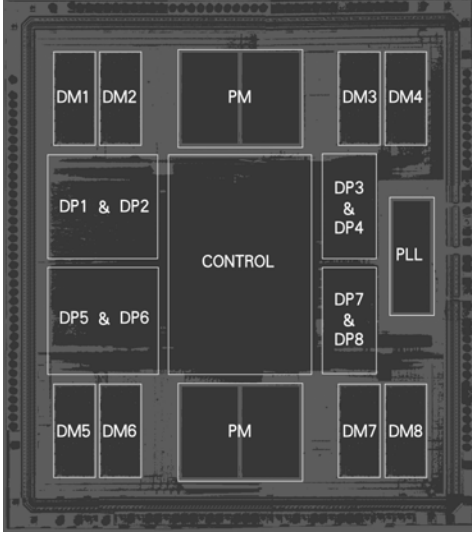 DM1 DM2 PM DM3 DM4
DP1 & DP2
DP3
&
DP4
CONTROL
PLL
DP5 & DP6
DP7
&
DP8
DM5 DM6 PM DM7 DM8